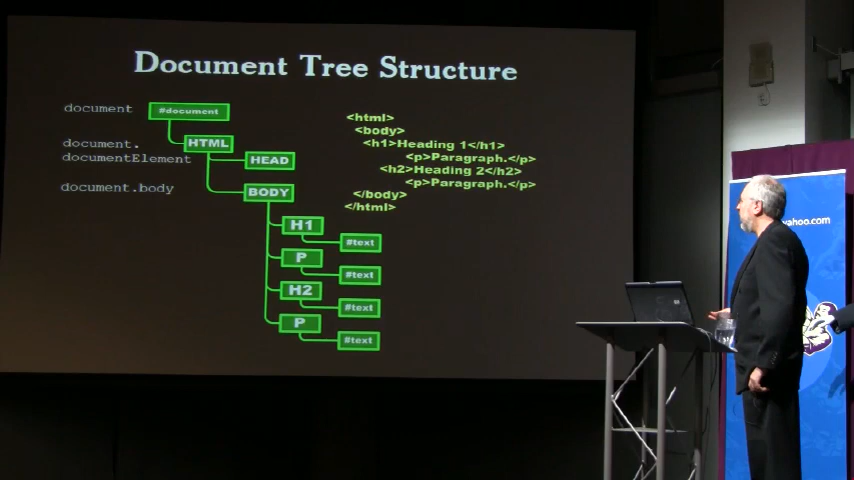 Document Tree Structure
document
#document
document.
documentElement
HTML
HEAD
document.body
BODY
H1
#text
P
#text
H2
#text
P
#text
<html>
<body>
<h1>Heading 1</h1>
<p>Paragraph.</p>
<h2>Heading 2</h2>
<p>Paragraph.</p>
</body>
</html>
yahoo.com